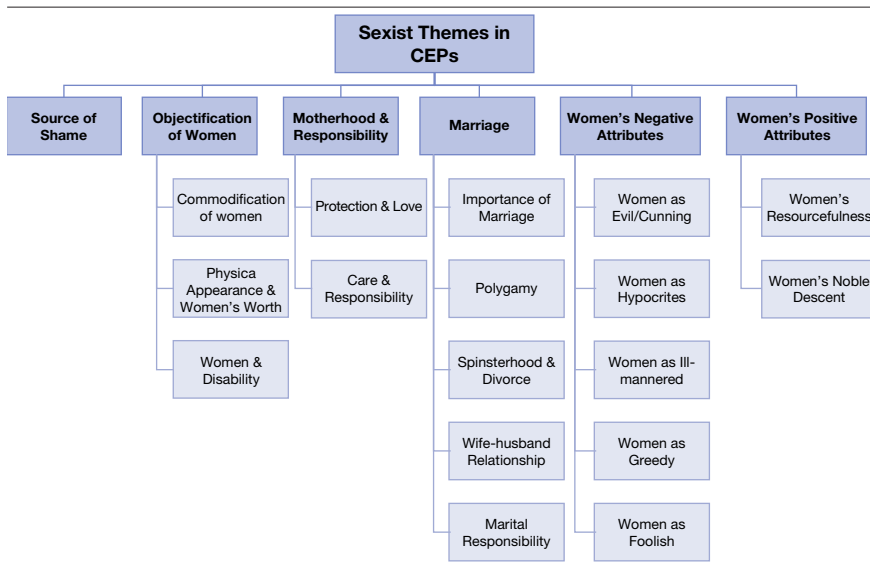 Sexist Themes in
CEPs
Source of
Shame
Objectification
of Women
Motherhood &
Responsibility
Marriage
Women's Negative
Attributes
Women's Positive
Attributes
Commodification
of women
Physica
Appearance &
Women's Worth
Women &
Disability
Protection & Love
Care &
Responsibility
Importance of
Marriage
Polygamy
Spinsterhood &
Divorce
Wife-husband
Relationship
Marital
Responsibility
Women as
Evil/Cunning
Women as
Hypocrites
Women as Ill-
mannered
Women as
Greedy
Women as
Foolish
Women's
Resourcefulness
Women's Noble
Descent